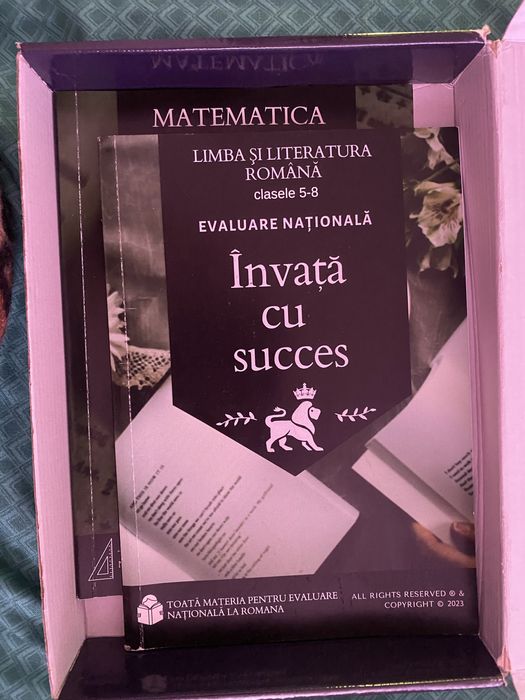 MATEMATICA
MATEMATICA
LIMBA ȘI LITERATURA
ROMÂNĂ
clasele 5-8
EVALUARE NAȚIONALĂ
Învață
cu
succes
TOATĂ MATERIA PENTRU EVALUARE
NAȚIONALĂ LA ROMANA
ALL RIGHTS RESERVED ® &
COPYRIGHT © 2023